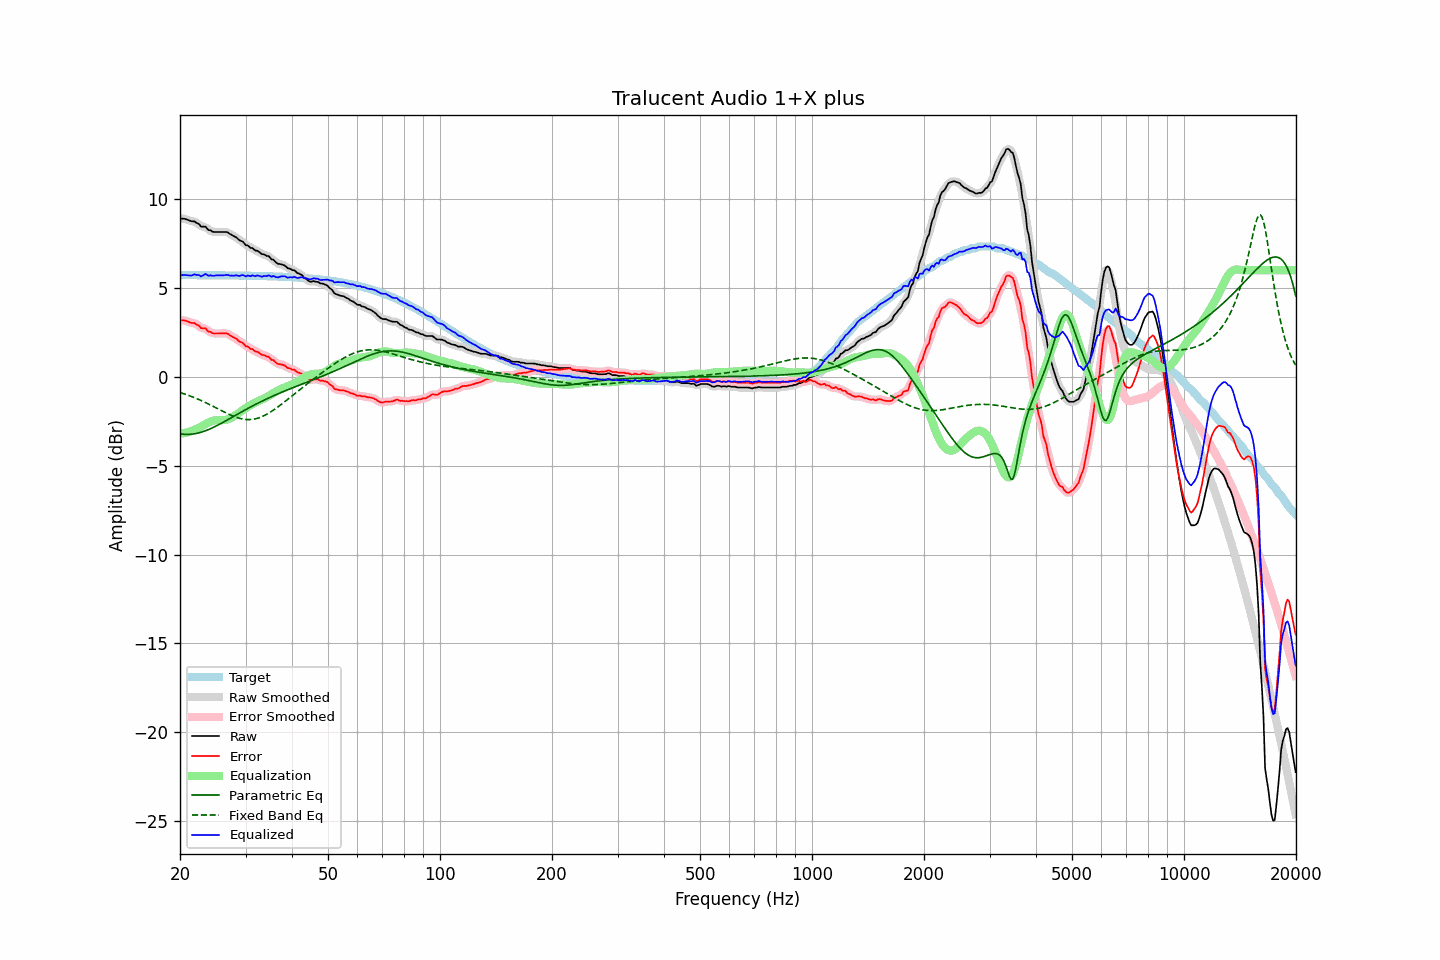 Tralucent Audio 1+X plus
Amplitude (dBr)
10
5
0
−5
−10
−15
−20
−25
Target
Raw Smoothed
Error Smoothed
Raw
Error
Equalization
Parametric Eq
Fixed Band Eq
Equalized
20 50 100 200 500 1000 2000 5000 10000 20000
Frequency (Hz)